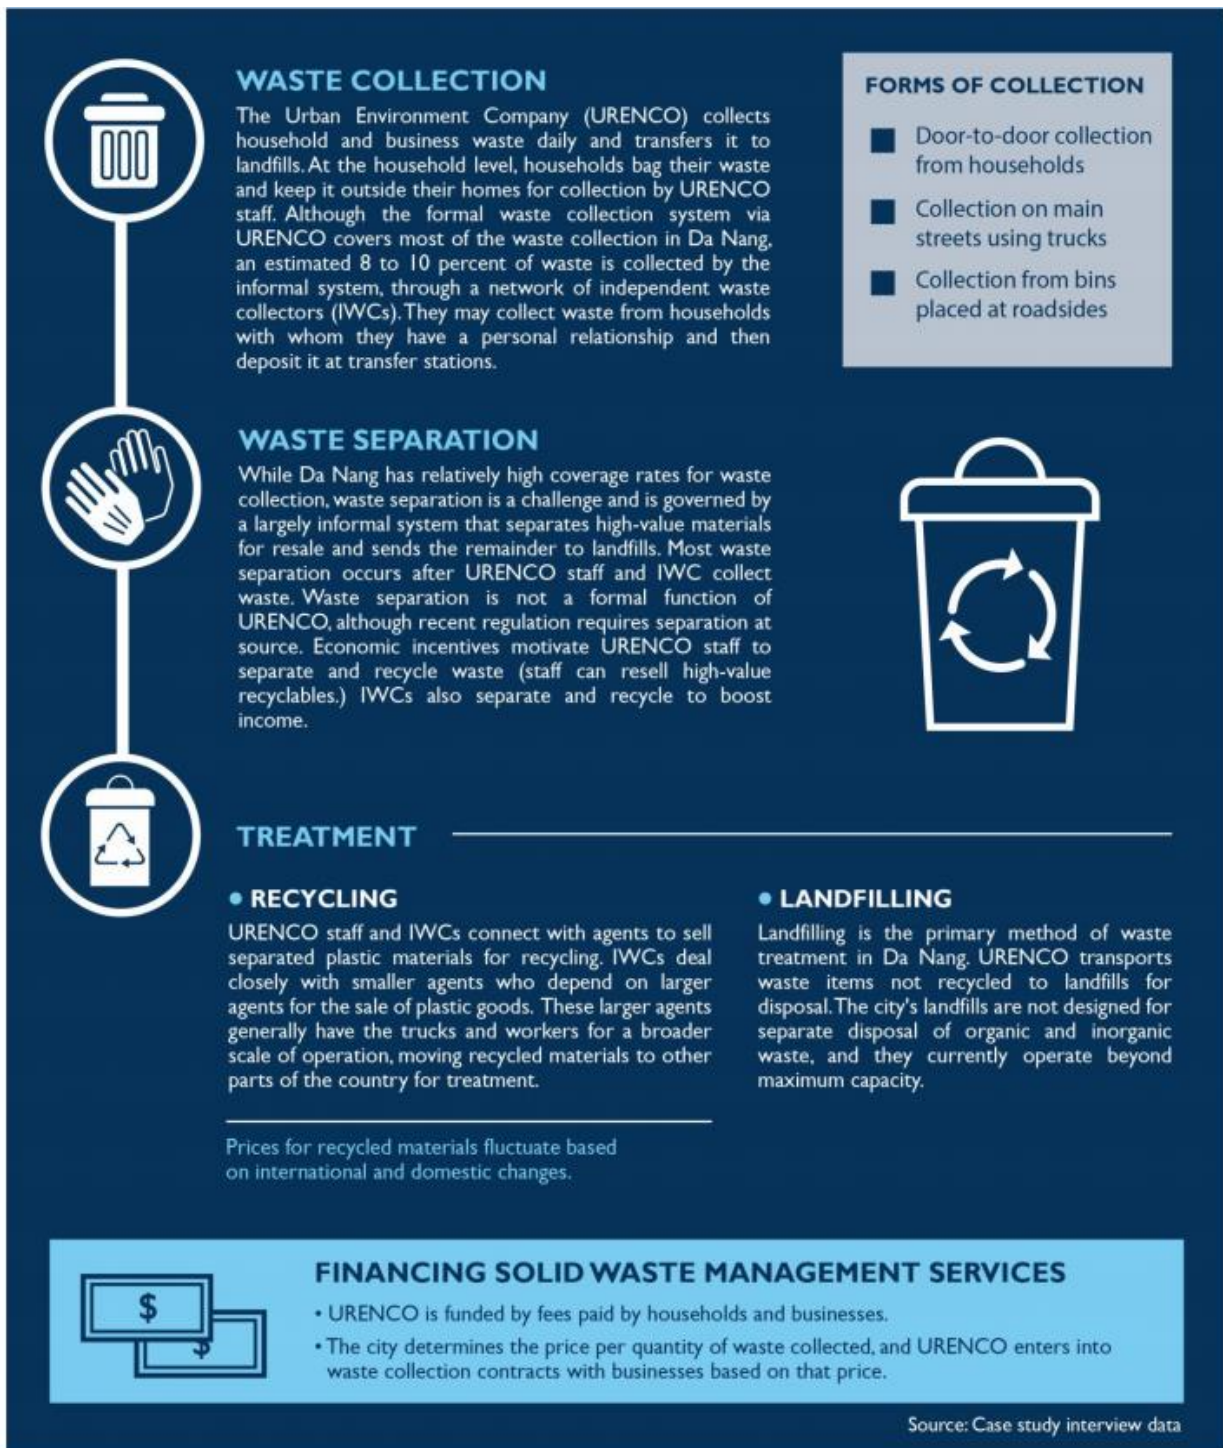 WASTE COLLECTION
The Urban Environment Company (URENCO) collects
household and business waste daily and transfers it to
landfills. At the household level, households bag their waste
and keep it outside their homes for collection by URENCO
staff. Although the formal waste collection system via
URENCO covers most of the waste collection in Da Nang,
an estimated 8 to 10 percent of waste is collected by the
informal system, through a network of independent waste
collectors (IWCs). They may collect waste from households
with whom they have a personal relationship and then
deposit it at transfer stations.
FORMS OF COLLECTION
Door-to-door collection
from households
Collection on main
streets using trucks
Collection from bins
placed at roadsides
WASTE SEPARATION
While Da Nang has relatively high coverage rates for waste
collection, waste separation is a challenge and is governed by
a largely informal system that separates high-value materials
for resale and sends the remainder to landfills. Most waste
separation occurs after URENCO staff and IWC collect
waste. Waste separation is not a formal function of
URENCO, although recent regulation requires separation at
source. Economic incentives motivate URENCO staff to
separate and recycle waste (staff can resell high-value
recyclables.) IWCs also separate and recycle to boost
income.
TREATMENT
• RECYCLING
URENCO staff and IWCs connect with agents to sell
separated plastic materials for recycling. IWCs deal
closely with smaller agents who depend on larger
agents for the sale of plastic goods. These larger agents
generally have the trucks and workers for a broader
scale of operation, moving recycled materials to other
parts of the country for treatment.
Prices for recycled materials fluctuate based
on international and domestic changes.
• LANDFILLING
Landfilling is the primary method of waste
treatment in Da Nang. URENCO transports
waste items not recycled to landfills for
disposal. The city's landfills are not designed for
separate disposal of organic and inorganic
waste, and they currently operate beyond
maximum capacity.
$
$
FINANCING SOLID WASTE MANAGEMENT SERVICES
• URENCO is funded by fees paid by households and businesses.
• The city determines the price per quantity of waste collected, and URENCO enters into
waste collection contracts with businesses based on that price.
Source: Case study interview data